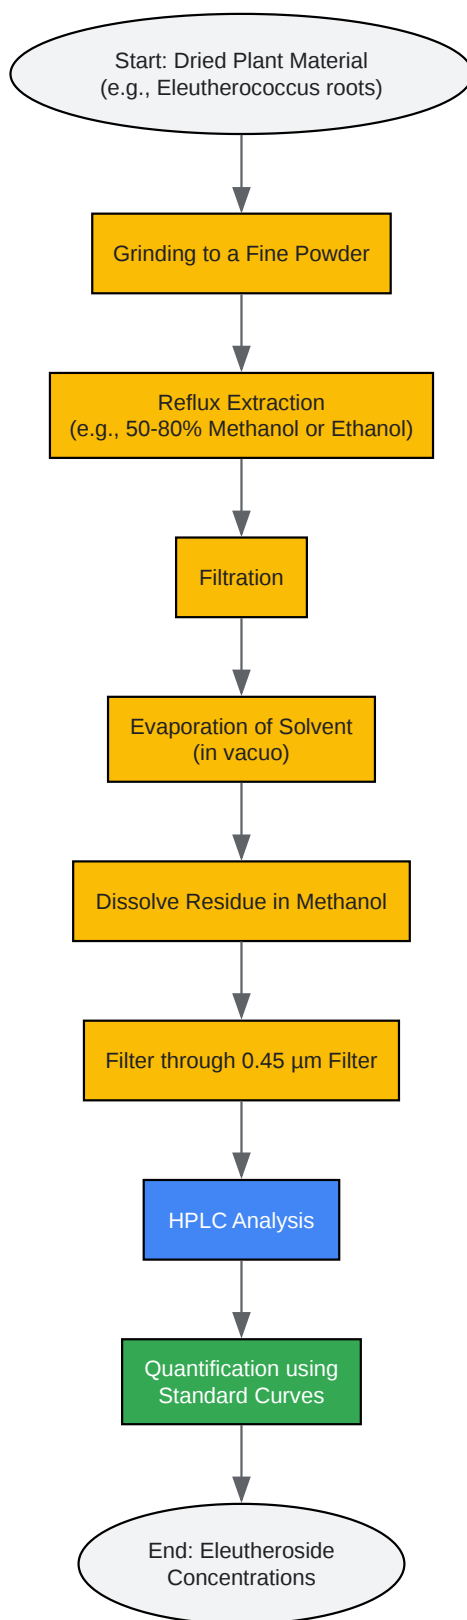 Start: Dried Plant Material
(e.g., Eleutherococcus roots)
Grinding to a Fine Powder
Reflux Extraction
(e.g., 50-80% Methanol or Ethanol)
Filtration
Evaporation of Solvent
(in vacuo)
Dissolve Residue in Methanol
Filter through 0.45 µm Filter
HPLC Analysis
Quantification using
Standard Curves
End: Eleutheroside
Concentrations